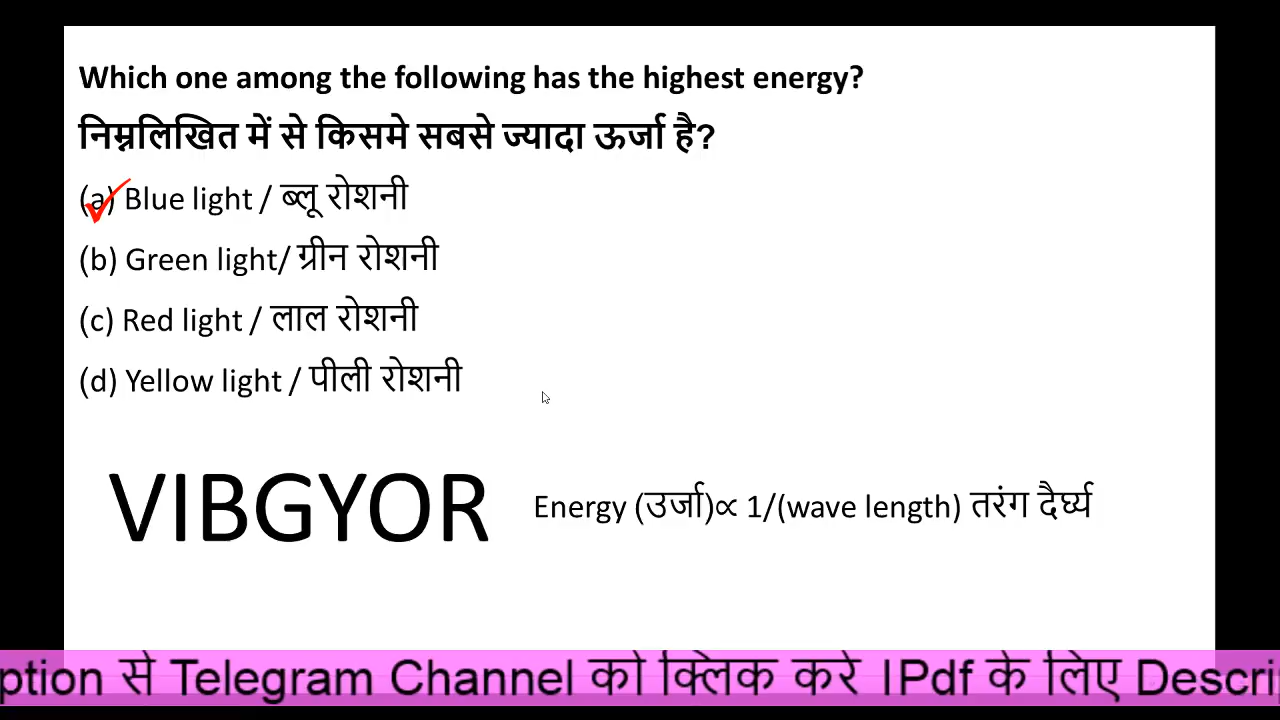 Which one among the following has the highest energy?
निम्नलिखित में से किसमे सबसे ज्यादा ऊर्जा है?
(a) Blue light / ब्लू रोशनी
(b) Green light/ ग्रीन रोशनी
(c) Red light / लाल रोशनी
(d) Yellow light / पीली रोशनी
VIBGYOR
Energy (उर्जा)∝ 1/(wave length) तरंग दैर्घ्य
ption से Telegram Channel को क्लिक करे ।Pdf के लिए Descri